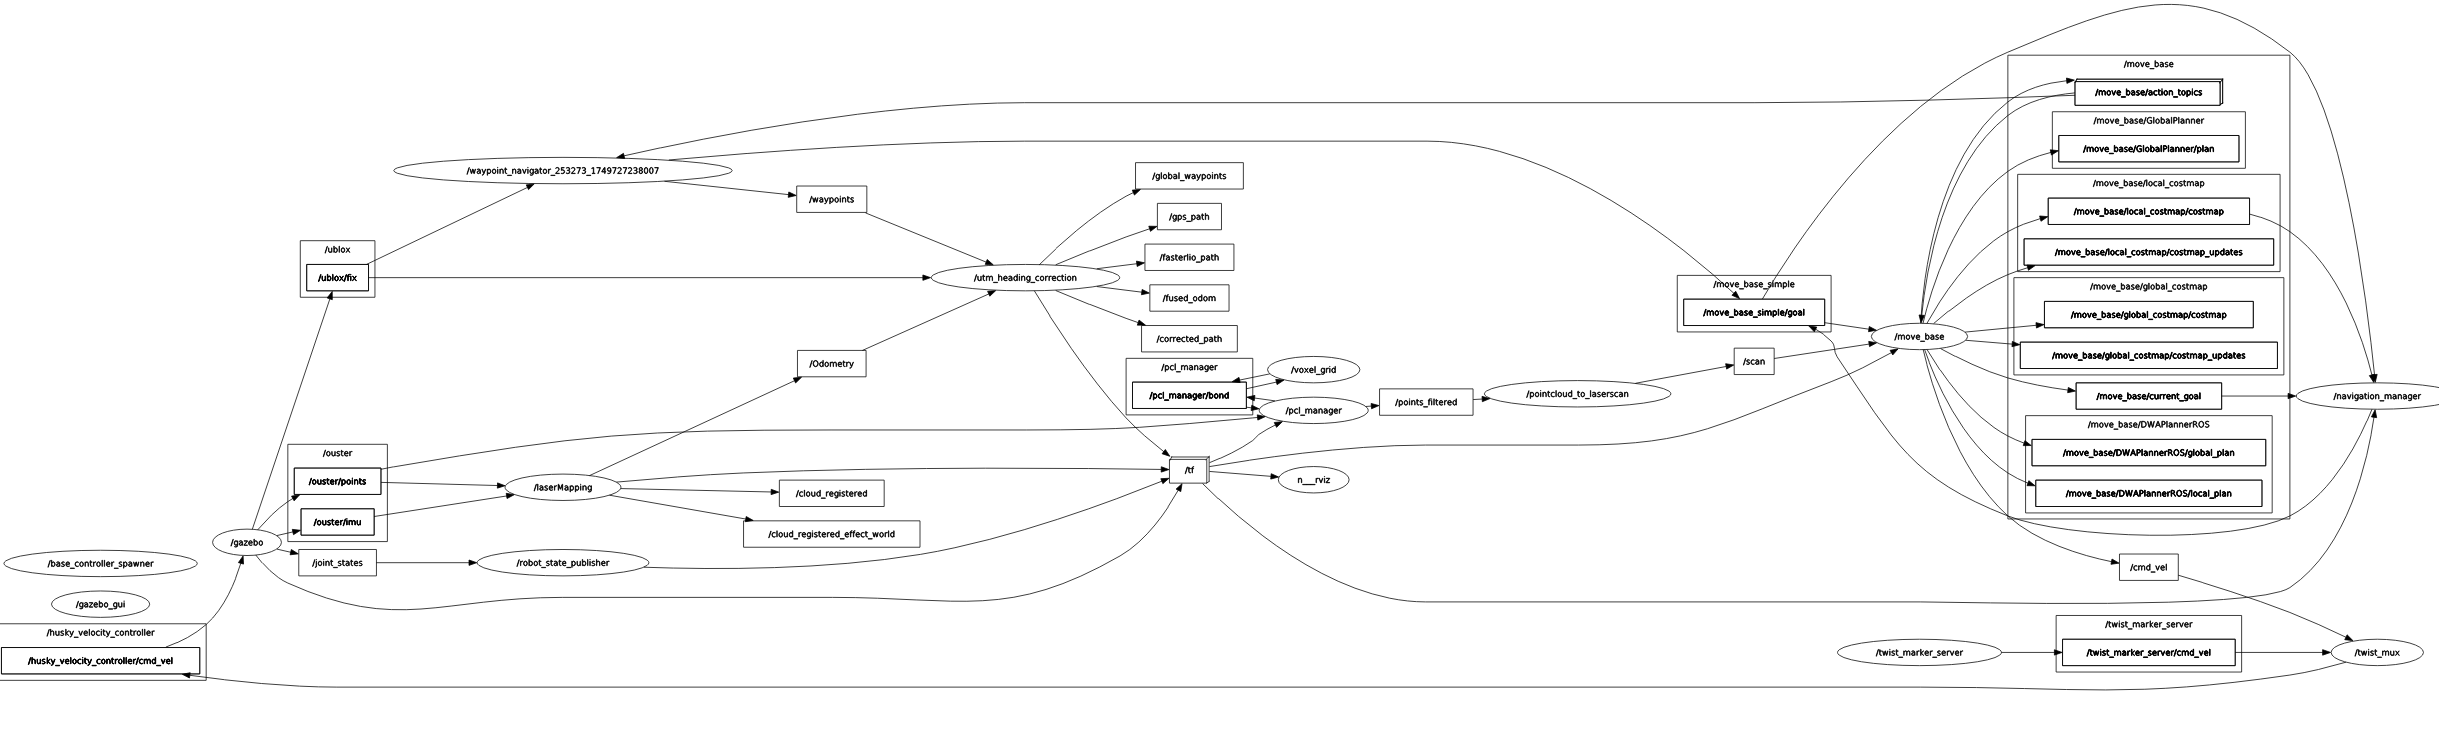 /base_controller_spawner
/gazebo_gui
/husky_velocity_controller
/husky_velocity_controller/cmd_vel
/gazebo
/ublox
/ublox/fix
/ouster
/ouster/points
/ouster/imu
/joint_states
/waypoint_navigator_253273_1749727238007
/laserMapping
/robot_state_publisher
/waypoints
/Odometry
/cloud_registered
/cloud_registered_effect_world
/utm_heading_correction
/global_waypoints
/gps_path
/fasterlio_path
/fused_odom
/corrected_path
/pcl_manager
/pcl_manager/bond
/tf
/voxel_grid
/pcl_manager
n___rviz
/points_filtered
/pointcloud_to_laserscan
/move_base_simple
/move_base_simple/goal
/scan
/move_base
/twist_marker_server
/move_base
/move_base/action_topics
/move_base/GlobalPlanner
/move_base/GlobalPlanner/plan
/move_base/local_costmap
/move_base/local_costmap/costmap
/move_base/local_costmap/costmap_updates
/move_base/global_costmap
/move_base/global_costmap/costmap
/move_base/global_costmap/costmap_updates
/move_base/current_goal
/move_base/DWAPlannerROS
/move_base/DWAPlannerROS/global_plan
/move_base/DWAPlannerROS/local_plan
/cmd_vel
/twist_marker_server
/twist_marker_server/cmd_vel
/navigation_manager
/twist_mux